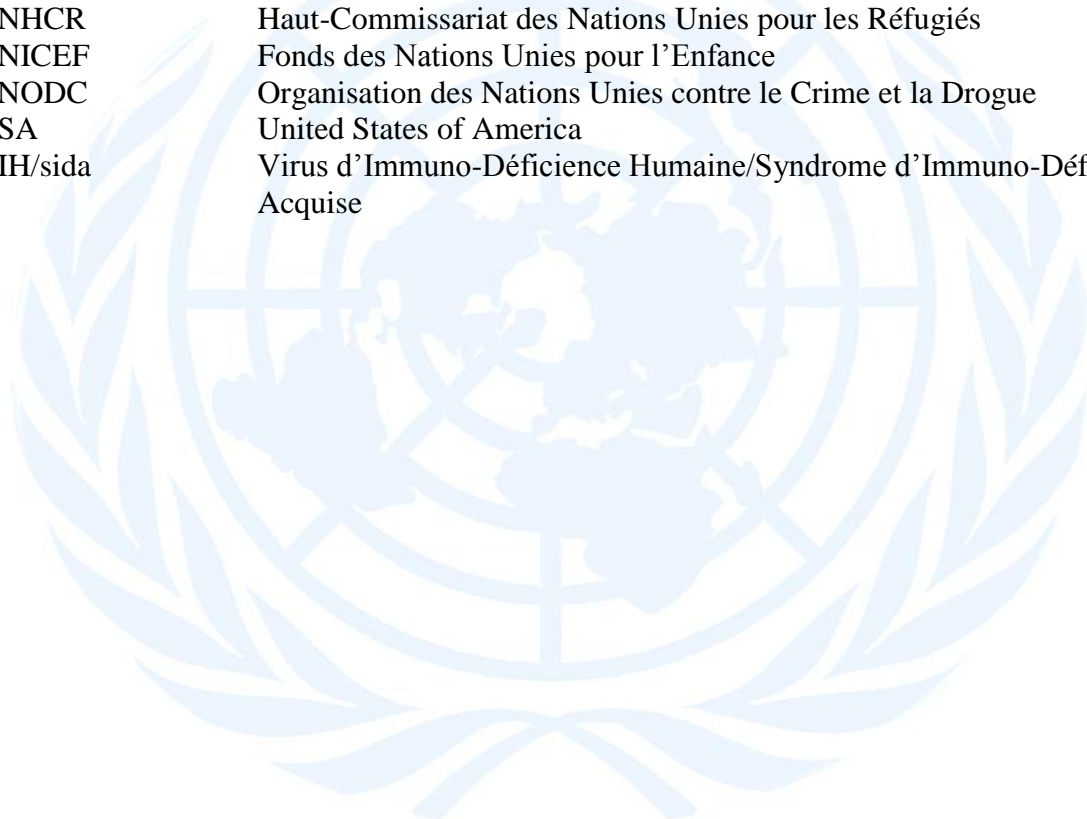 NHCR Haut-Commissariat des Nations Unies pour les Réfugiés
NICEF Fonds des Nations Unies pour l’Enfance
NODC Organisation des Nations Unies contre le Crime et la Drogue
SA United States of America
IH/sida Virus d’Immuno-Déficience Humaine/Syndrome d’Immuno-Déf
Acquise